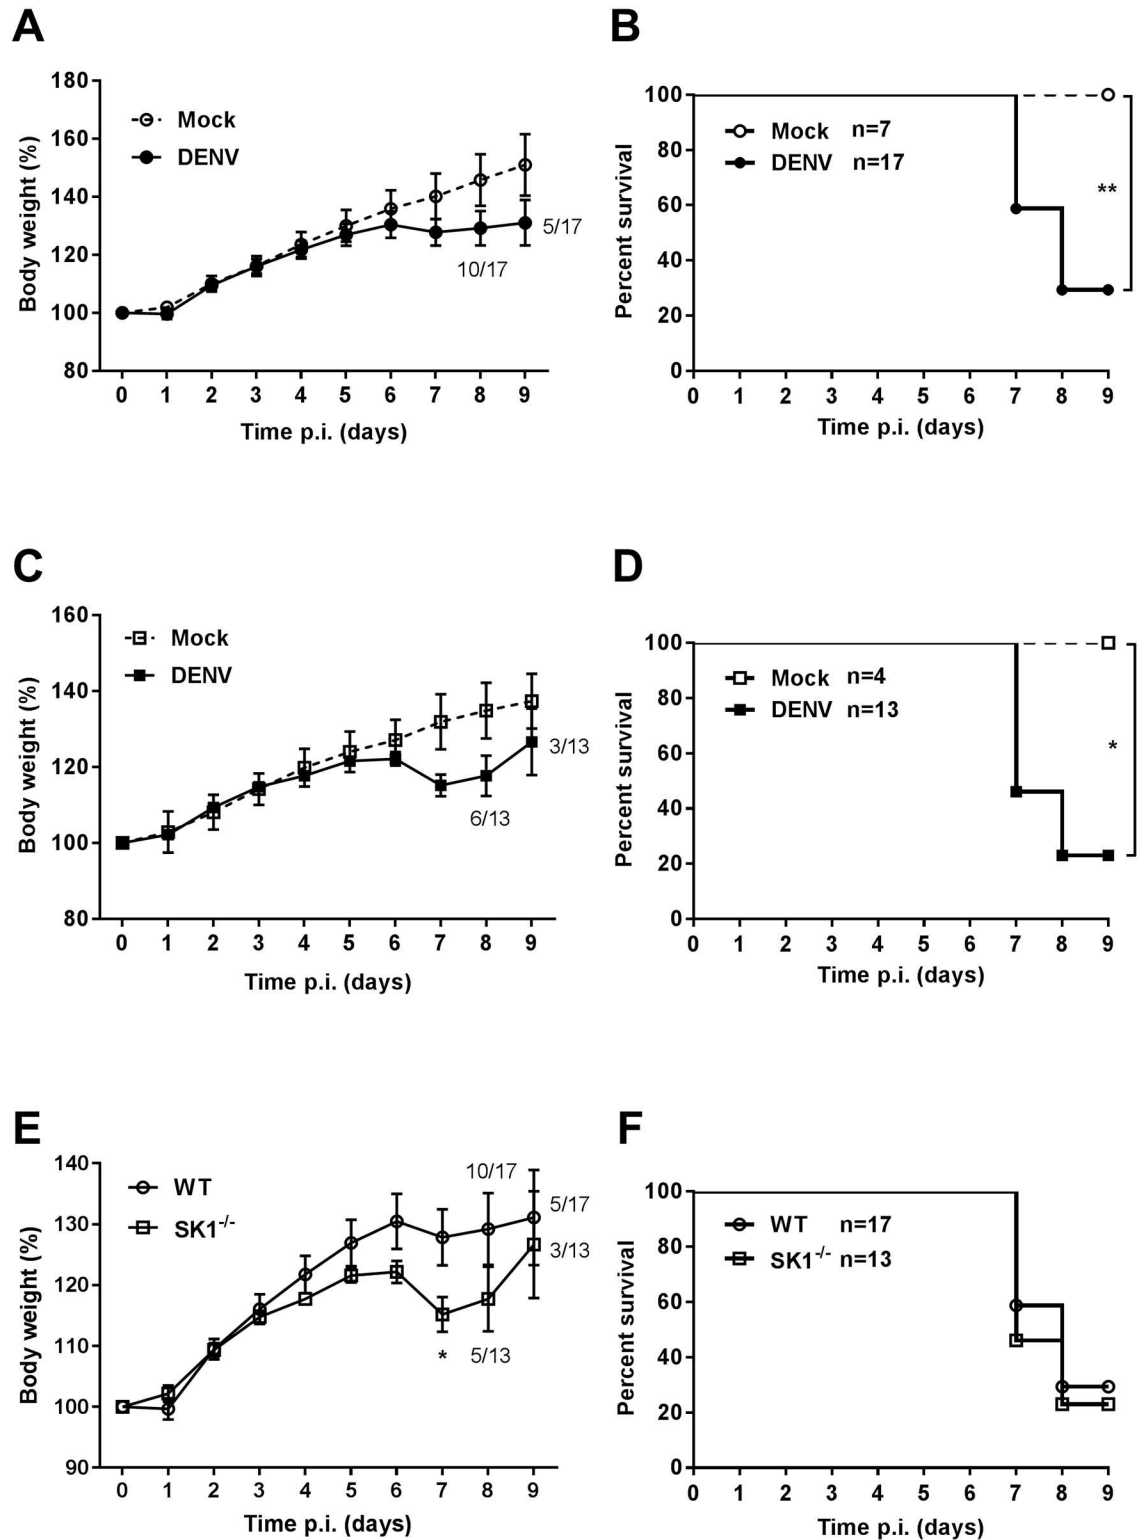 A
180
160
140
120
100
80
Body weight (%)
Mock
DENV
5/17
10/17
0 1 2 3 4 5 6 7 8 9
Time p.i. (days)
B
100
80
60
40
20
0
Percent survival
Mock n=7
DENV n=17
**
0 1 2 3 4 5 6 7 8 9
Time p.i. (days)
C
160
140
120
100
80
Body weight (%)
Mock
DENV
3/13
6/13
0 1 2 3 4 5 6 7 8 9
Time p.i. (days)
D
100
80
60
40
20
0
Percent survival
Mock n=4
DENV n=13
*
0 1 2 3 4 5 6 7 8 9
Time p.i. (days)
E
140
130
120
110
100
90
Body weight (%)
WT
SK1-/-
10/17
5/17
3/13
* 5/13
0 1 2 3 4 5 6 7 8 9
Time p.i. (days)
F
100
80
60
40
20
0
Percent survival
WT n=17
SK1-/- n=13
0 1 2 3 4 5 6 7 8 9
Time p.i. (days)